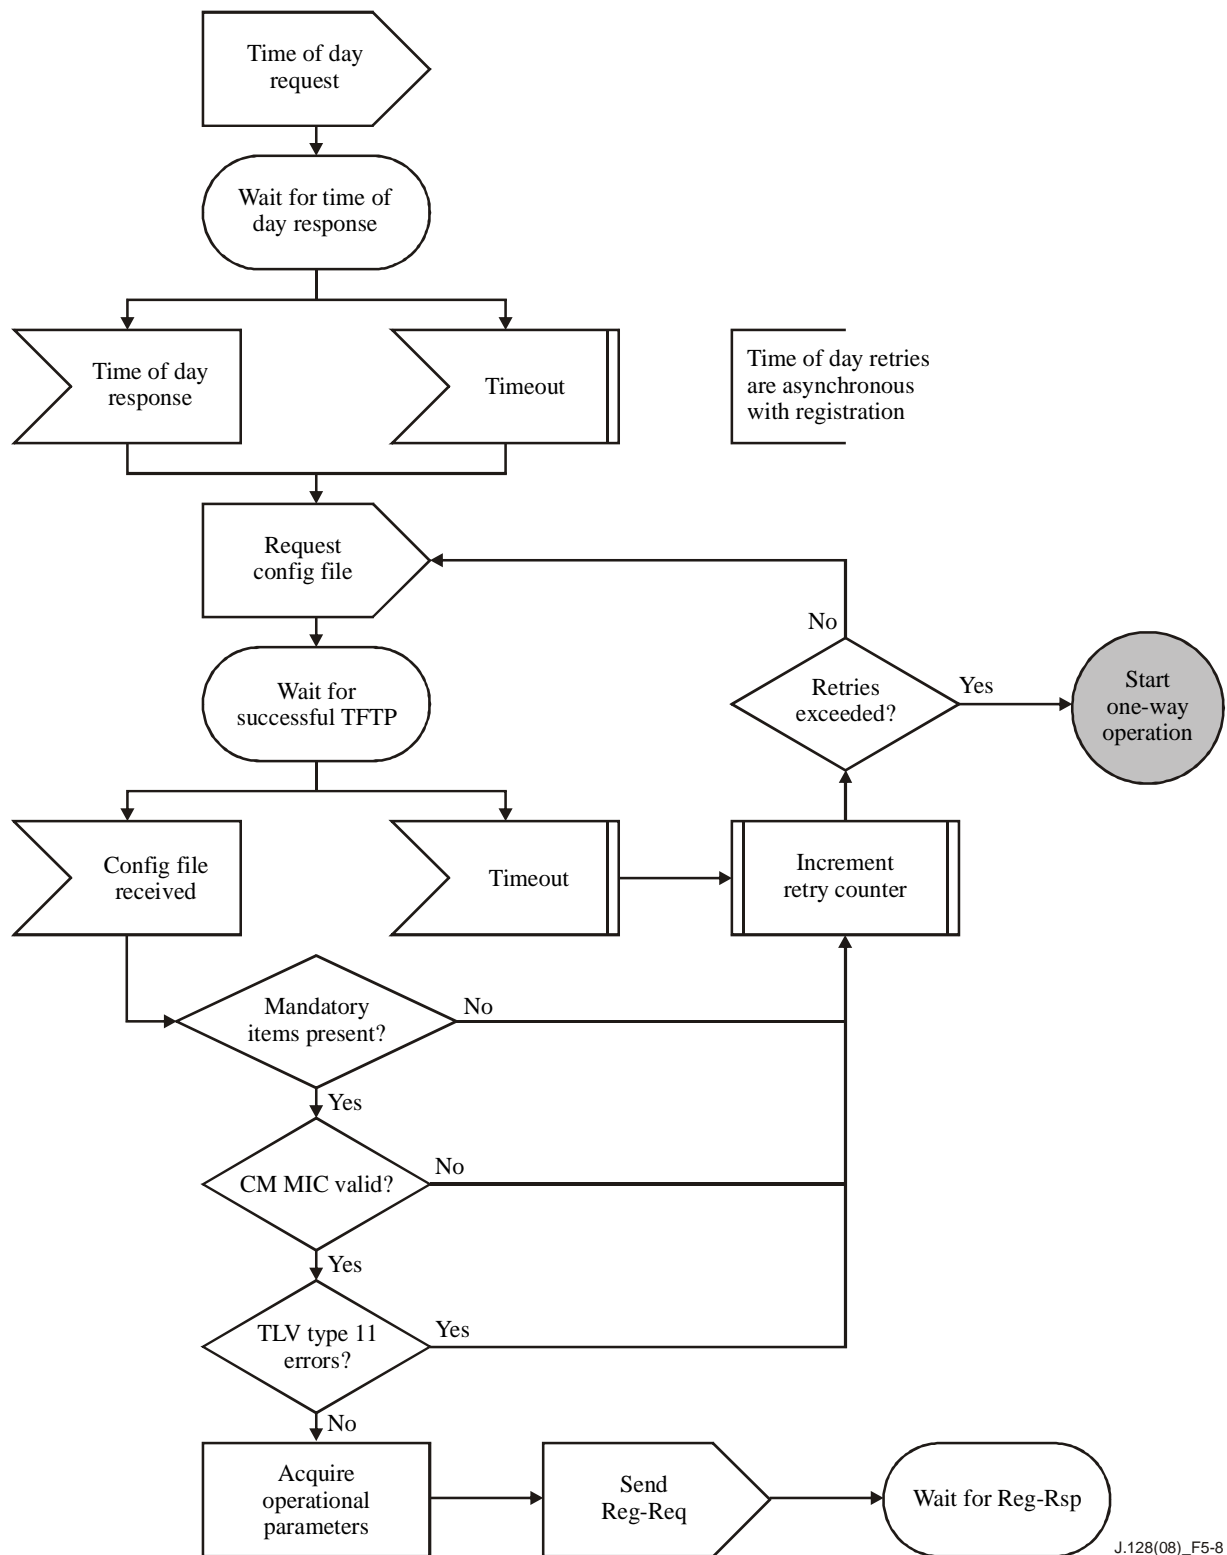 Time of day
request
Wait for time of
day response
Time of day
response
Timeout
Time of day retries
are asynchronous
with registration
Request
config file
No
Wait for
successful TFTP
Retries
exceeded?
Yes
Start
one-way
operation
Config file
received
Timeout
Increment
retry counter
Mandatory
items present?
No
Yes
CM MIC valid?
No
Yes
TLV type 11
errors?
Yes
No
Acquire
operational
parameters
Send
Reg-Req
Wait for Reg-Rsp
J.128(08)_F5-8